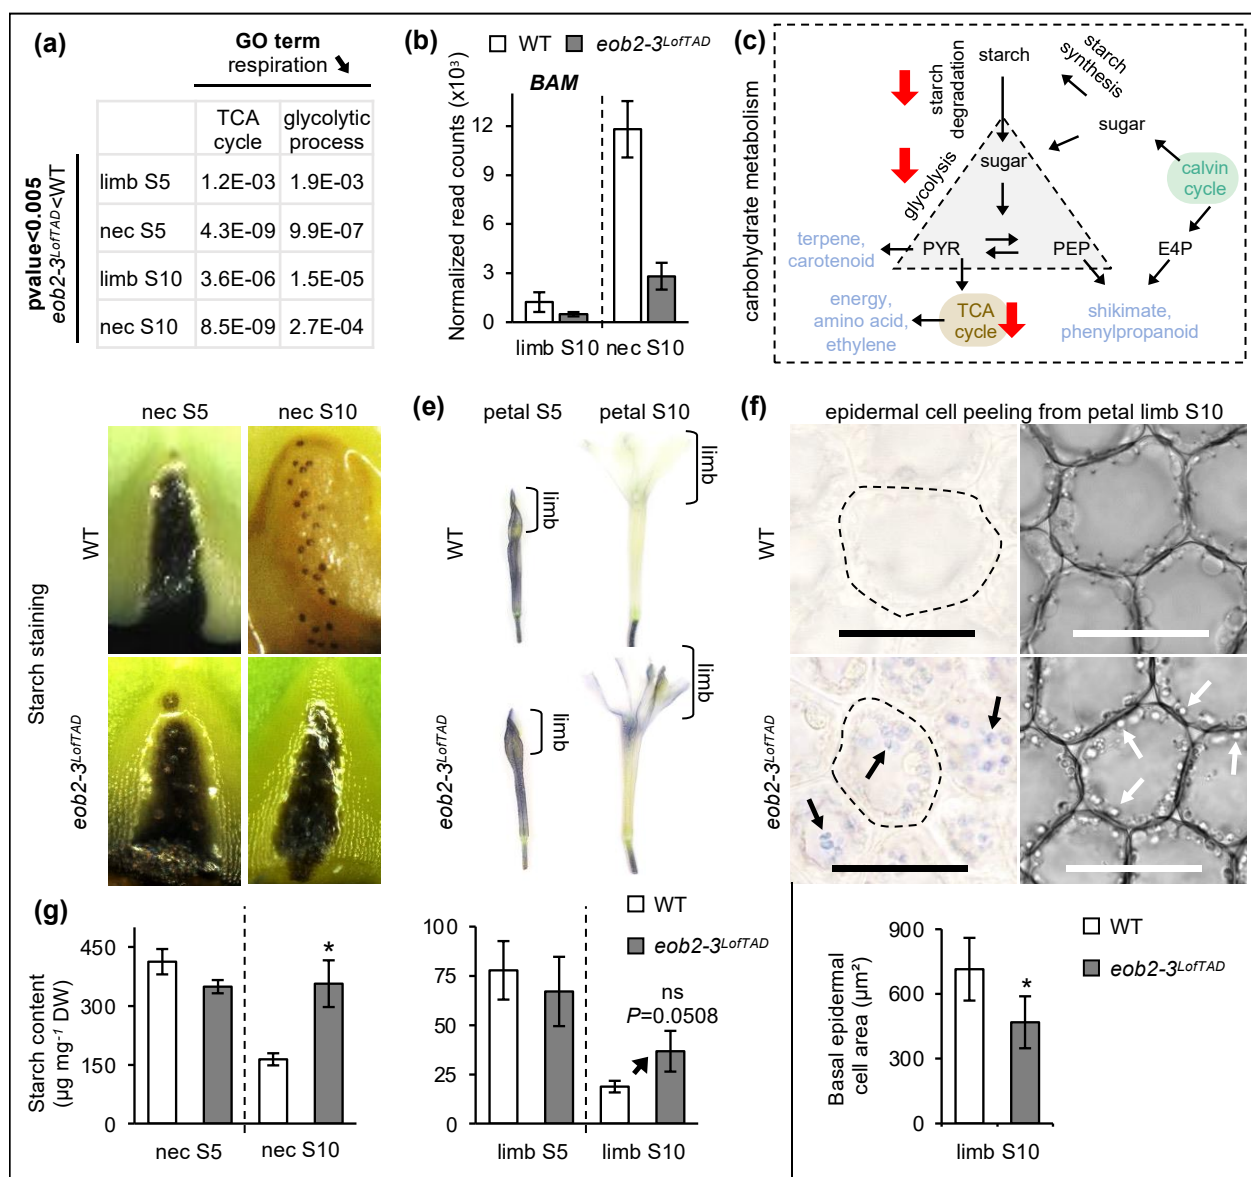 (a)
GO term
respiration
TCA cycle
glycolytic process
pvalue<0.005
eob2-3LofTAD<WT
limb S5 1.2E-03 1.9E-03
nec S5 4.3E-09 9.9E-07
limb S10 3.6E-06 1.5E-05
nec S10 8.5E-09 2.7E-04
(b)
WT eob2-3LofTAD
Normalized read counts (x10³)
BAM
12
9
6
3
0
limb S10 nec S10
(c)
carbohydrate metabolism
starch
starch synthesis
starch degradation
sugar
sugar
glycolysis
calvin cycle
terpene,
carotenoid
PYR
PEP
E4P
energy,
amino acid,
ethylene
TCA cycle
shikimate,
phenylpropanoid
nec S5 nec S10
Starch staining
WT
eob2-3LofTAD
(e)
petal S5 petal S10
WT
limb
limb
eob2-3LofTAD
limb
limb
(f)
epidermal cell peeling from petal limb S10
WT
eob2-3LofTAD
(g)
Starch content
(µg mg-1 DW)
450
300
150
0
*
nec S5 nec S10
WT
eob2-3LofTAD
100
75
50
25
0
ns
P=0.0508
limb S5 limb S10
Basal epidermal
cell area (µm²)
900
600
300
0
*
limb S10
WT
eob2-3LofTAD